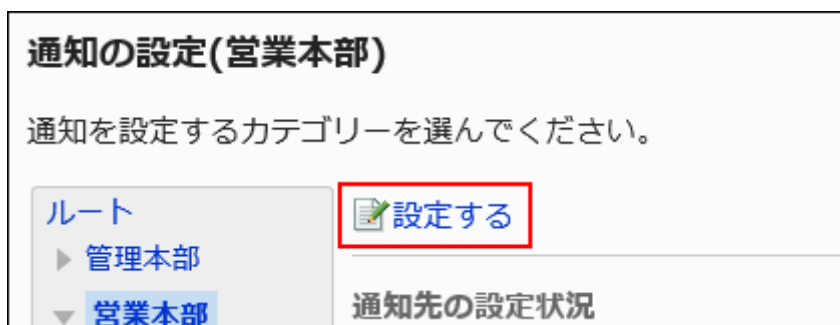 通知の設定(営業本部)
通知を設定するカテゴリーを選んでください。
ルート
設定する
管理本部
営業本部
通知先の設定状況